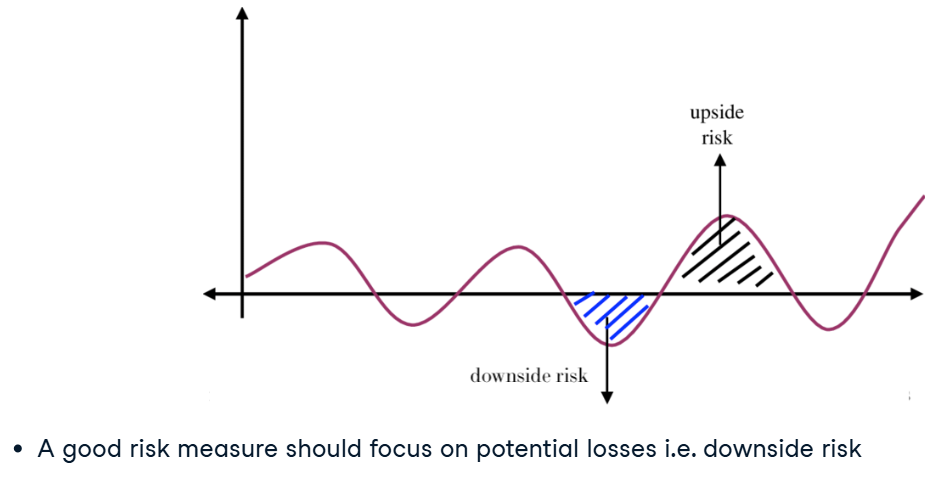 upside
risk
downside risk
• A good risk measure should focus on potential losses i.e. downside risk